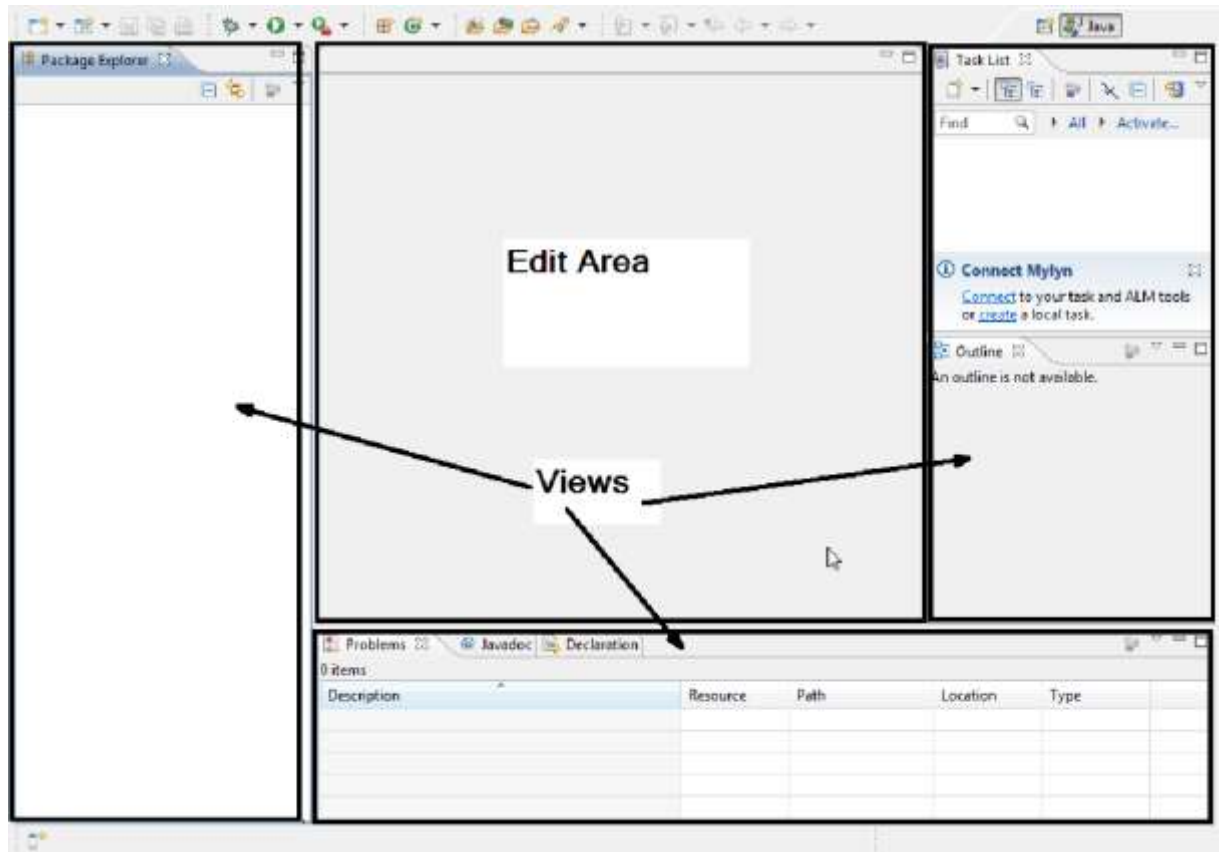 Java
Package Explorer
Task List
Find
All
Activate...
Edit Area
Connect Mylyn
Connect to your task and ALM tools
or create a local task.
Outline
An outline is not available.
Views
Problems
Javadoc
Declaration
0 items
Description
Resource
Path
Location
Type